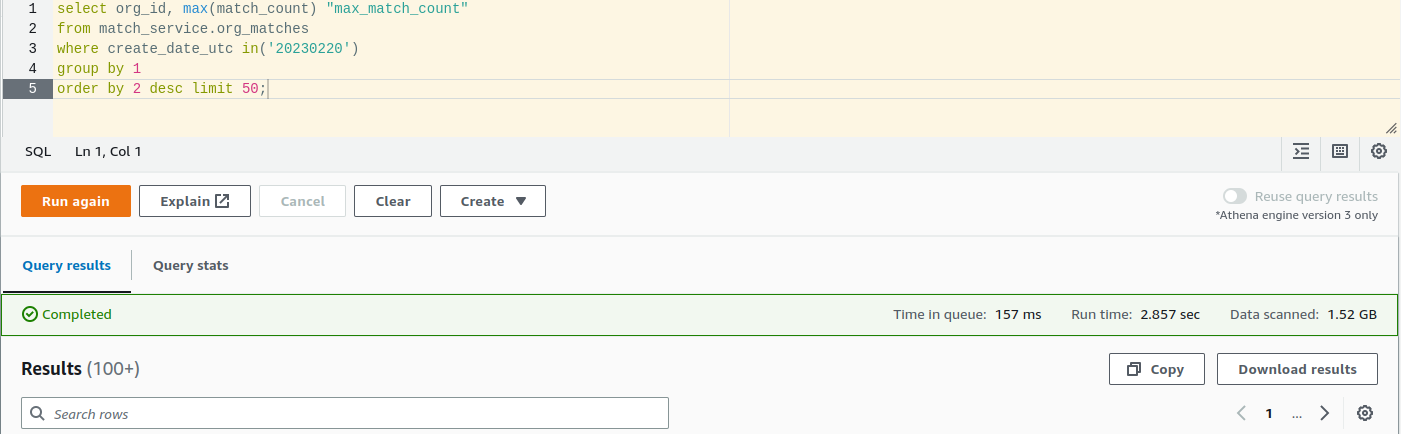 1 select org_id, max(match_count) "max_match_count"
2 from match_service.org_matches
3 where create_date_utc in('20230220')
4 group by 1
5 order by 2 desc limit 50;
SQL Ln 1, Col 1
Run again Explain Cancel Clear Create Reuse query results
*Athena engine version 3 only
Query results Query stats
Completed Time in queue: 157 ms Run time: 2.857 sec Data scanned: 1.52 GB
Results (100+) Copy Download results
Search rows 1 ...